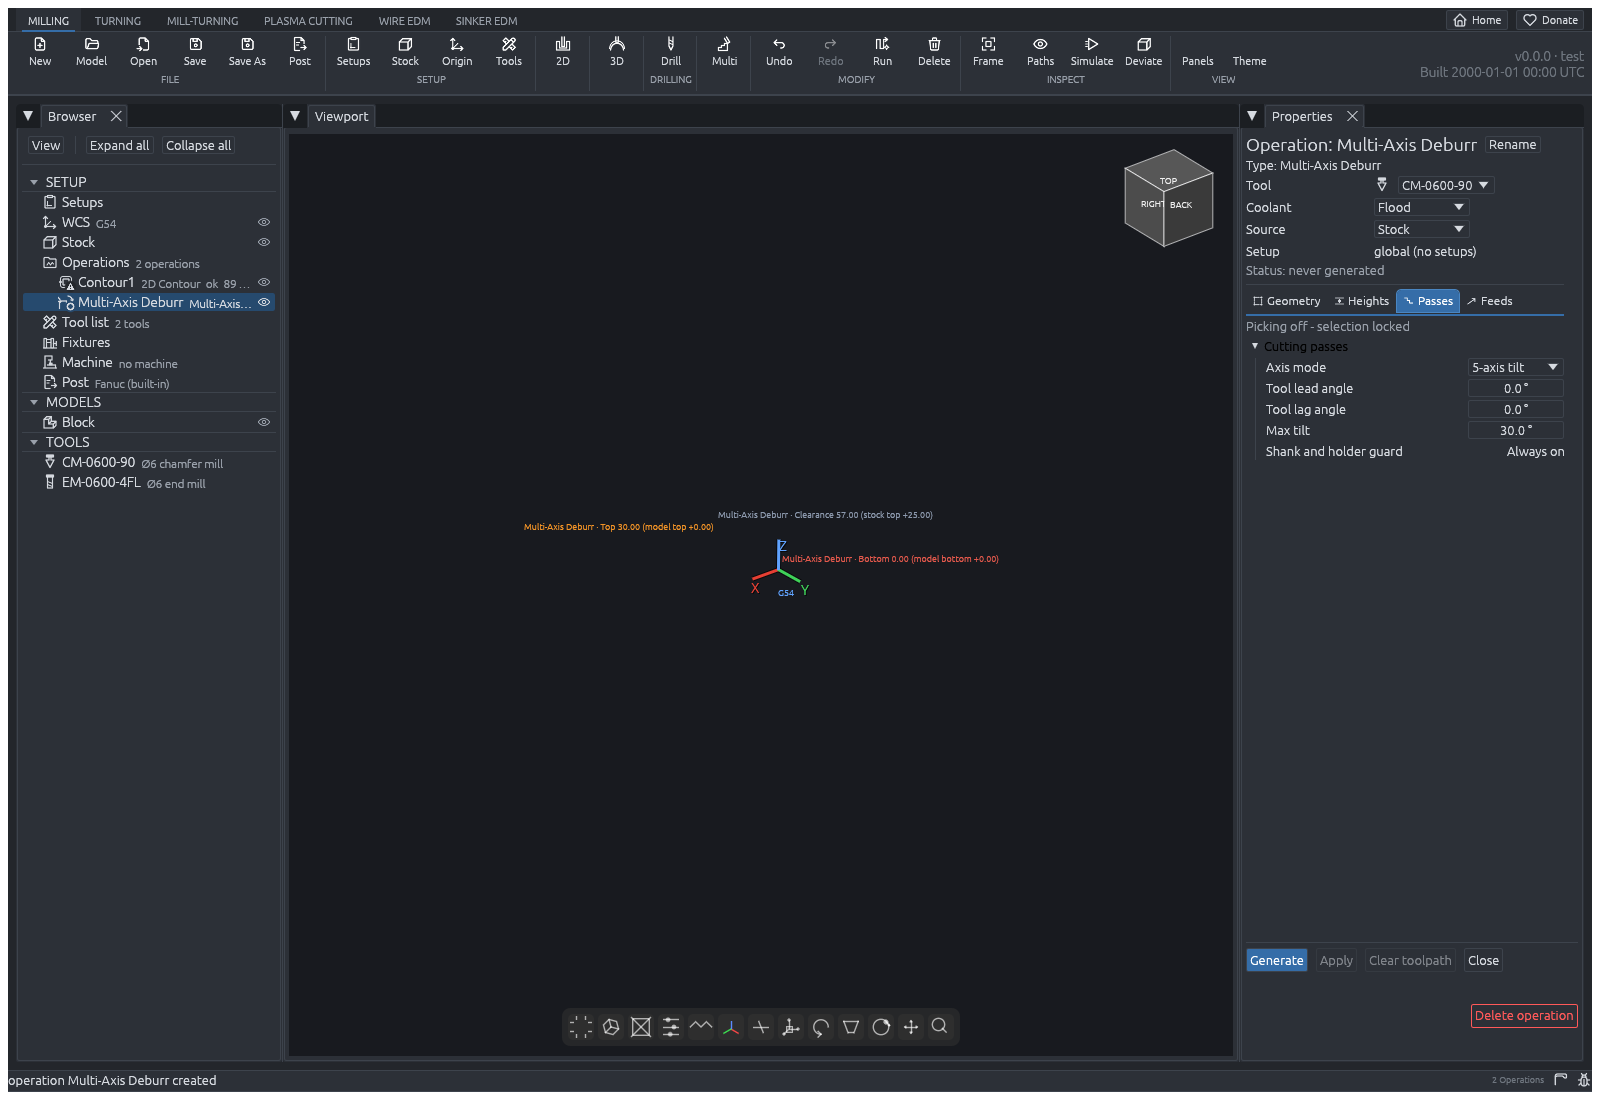 MILLING TURNING MILL-TURNING PLASMA CUTTING WIRE EDM SINKER EDM Home Donate
New Model Open Save Save As Post Setups Stock Origin Tools 2D 3D Drill Multi Undo Redo Run Delete Frame Paths Simulate Deviate Panels Theme
FILE SETUP DRILLING MODIFY INSPECT VIEW
v0.0.0 · test
Built 2000-01-01 00:00 UTC
Browser
View Expand all Collapse all
SETUP
Setups
WCS G54
Stock
Operations 2 operations
Contour1 2D Contour ok 89 ...
Multi-Axis Deburr Multi-Axis...
Tool list 2 tools
Fixtures
Machine no machine
Post Fanuc (built-in)
MODELS
Block
TOOLS
CM-0600-90 Ø6 chamfer mill
EM-0600-4FL Ø6 end mill
Viewport
TOP
RIGHT BACK
Multi-Axis Deburr · Clearance 57.00 (stock top +25.00)
Multi-Axis Deburr · Top 30.00 (model top +0.00)
Z
Multi-Axis Deburr · Bottom 0.00 (model bottom +0.00)
X G54 Y
Properties
Operation: Multi-Axis Deburr Rename
Type: Multi-Axis Deburr
Tool CM-0600-90
Coolant Flood
Source Stock
Setup global (no setups)
Status: never generated
Geometry Heights Passes Feeds
Picking off - selection locked
Cutting passes
Axis mode 5-axis tilt
Tool lead angle 0.0°
Tool lag angle 0.0°
Max tilt 30.0 °
Shank and holder guard Always on
Generate Apply Clear toolpath Close
Delete operation
operation Multi-Axis Deburr created
2 Operations